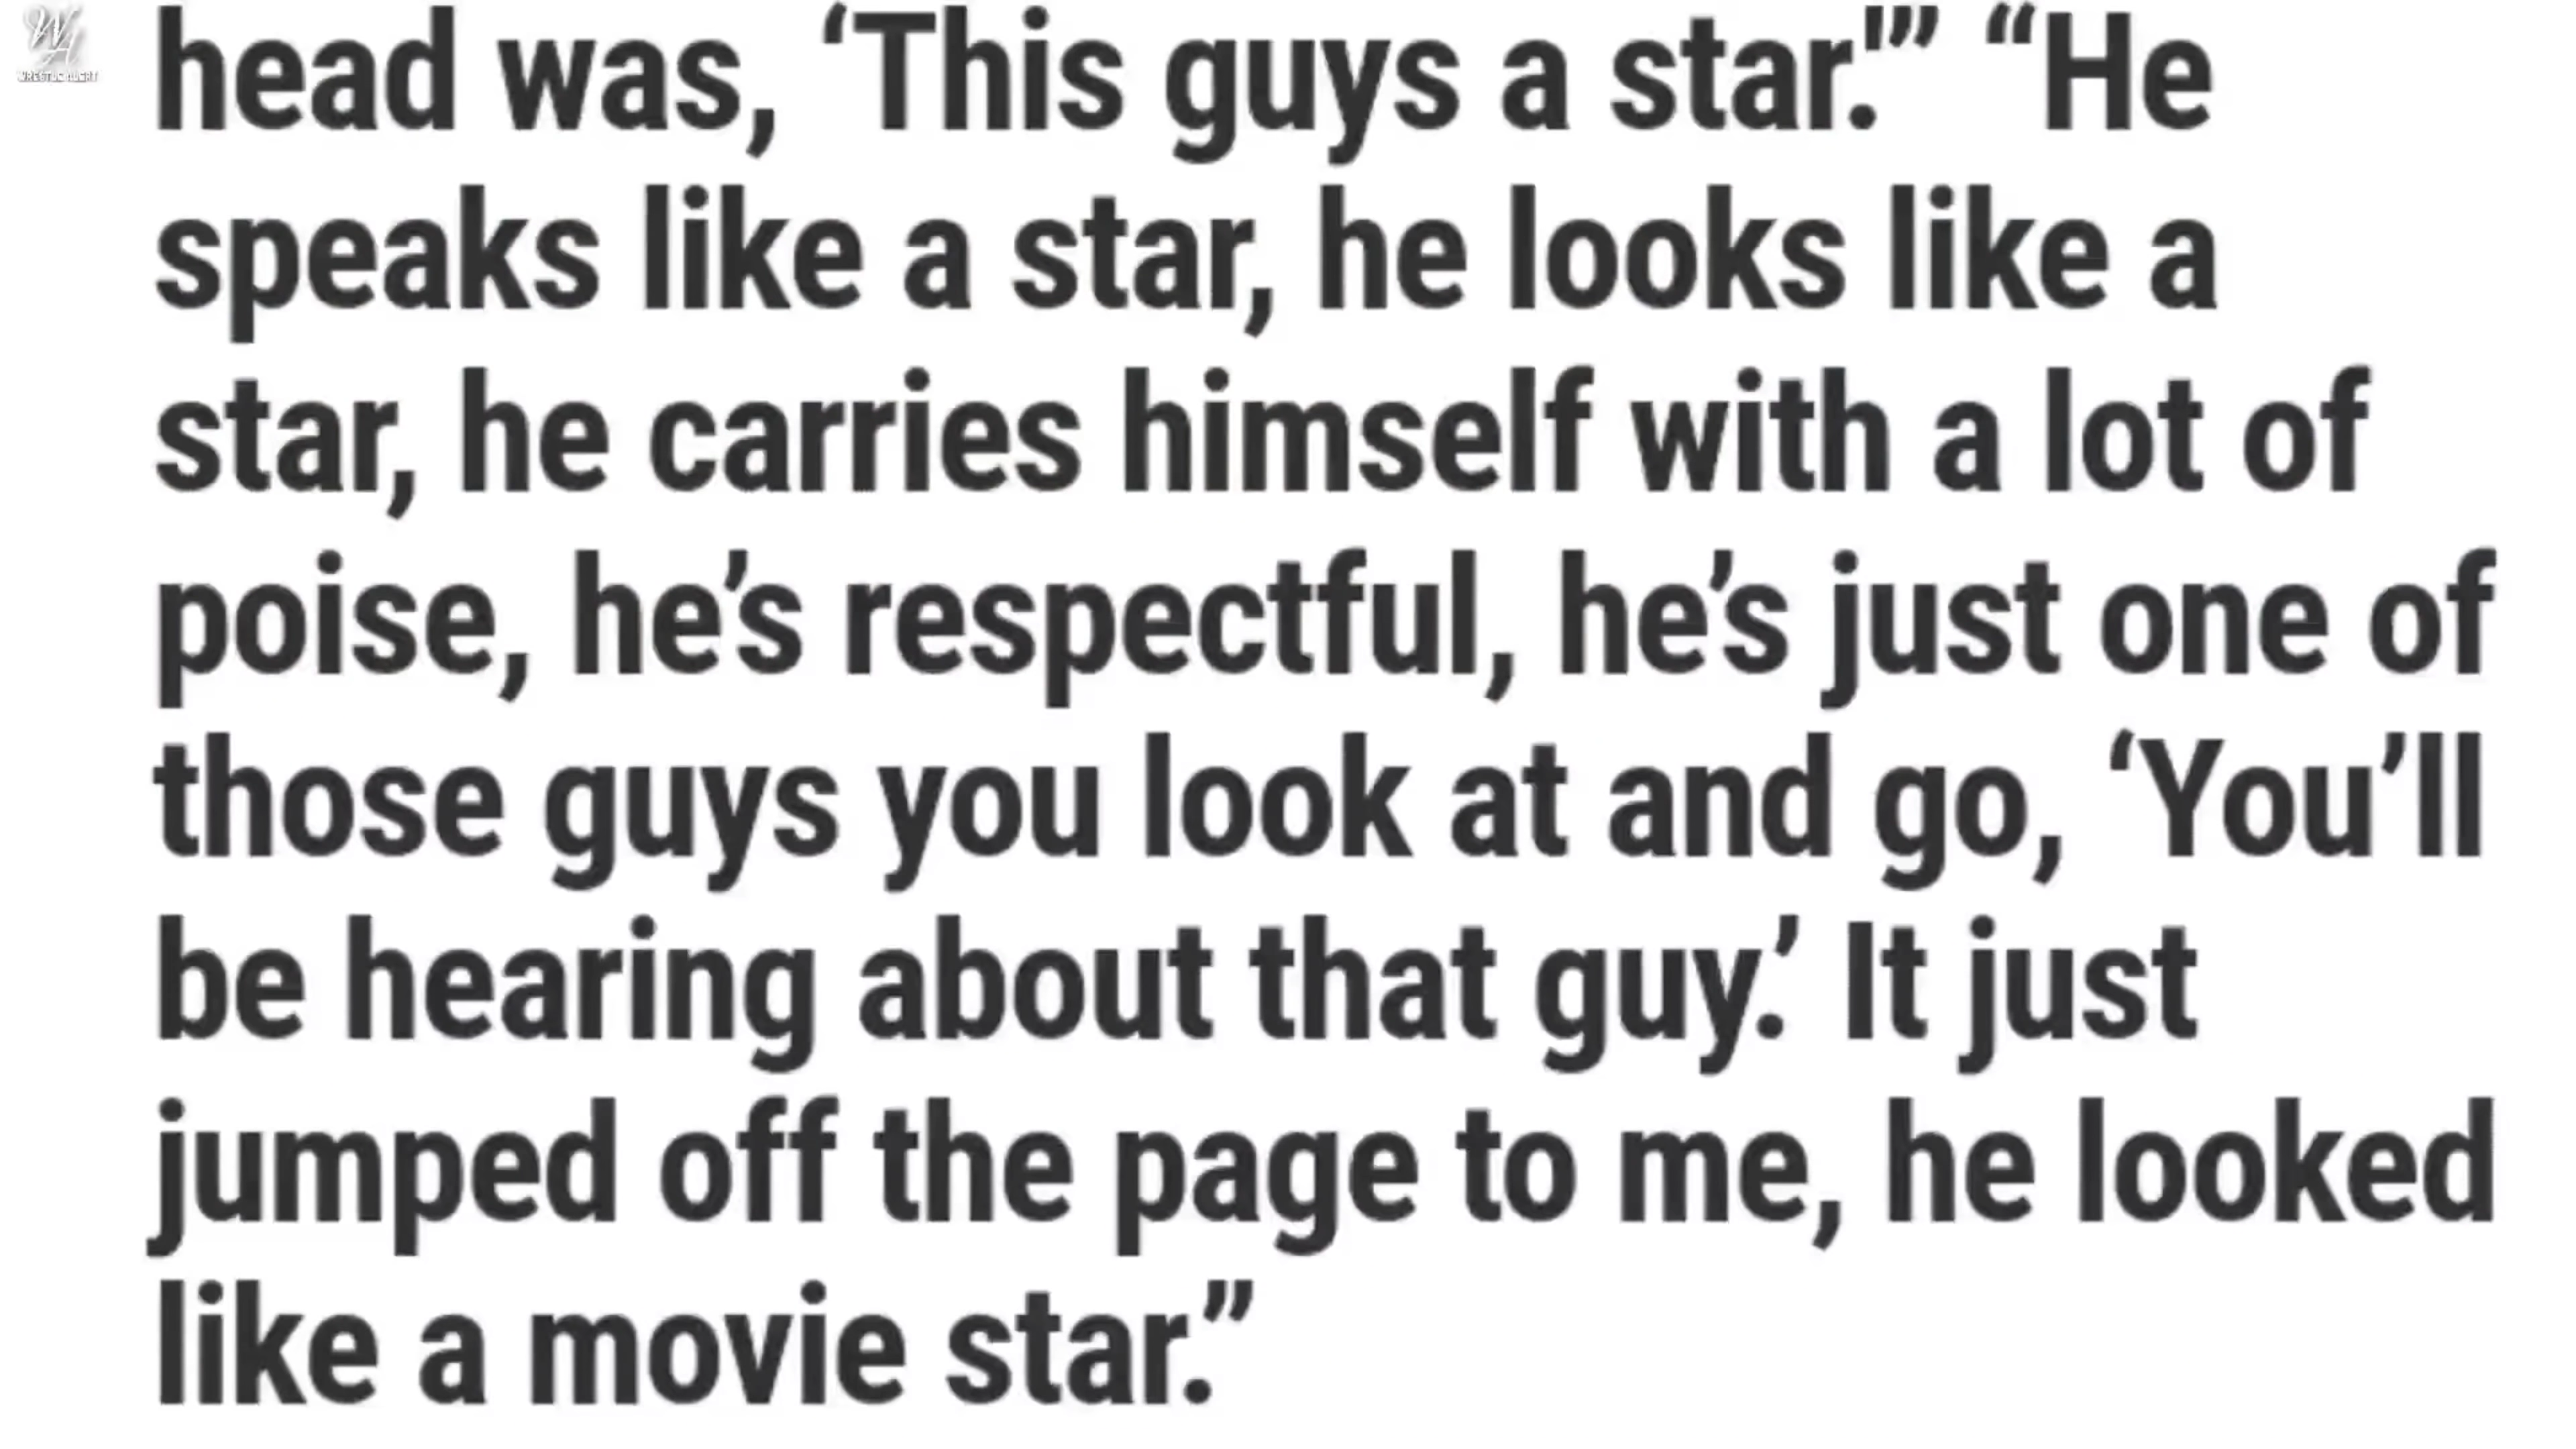 head was, ‘This guys a star.'” “He
speaks like a star, he looks like a
star, he carries himself with a lot of
poise, he’s respectful, he’s just one of
those guys you look at and go, ‘You’ll
be hearing about that guy.’ It just
jumped off the page to me, he looked
like a movie star.”